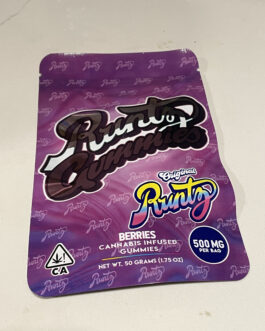 Runtz
Gummies
Original
Runtz
BERRIES
CANNABIS INFUSED
GUMMIES
NET WT. 50 GRAMS (1.75 OZ)
500 MG
PER BAG
CA